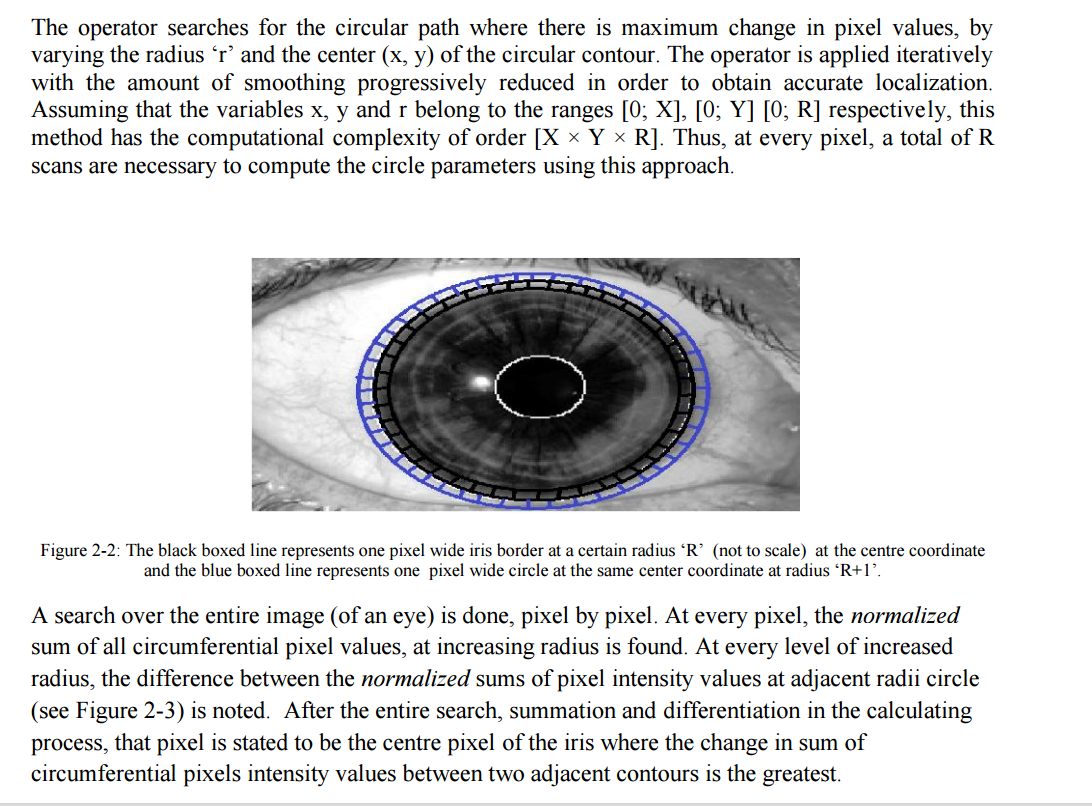 The operator searches for the circular path where there is maximum change in pixel values, by
varying the radius ‘r’ and the center (x, y) of the circular contour. The operator is applied iteratively
with the amount of smoothing progressively reduced in order to obtain accurate localization.
Assuming that the variables x, y and r belong to the ranges [0; X], [0; Y] [0; R] respectively, this
method has the computational complexity of order [X × Y × R]. Thus, at every pixel, a total of R
scans are necessary to compute the circle parameters using this approach.
Figure 2-2: The black boxed line represents one pixel wide iris border at a certain radius ‘R’ (not to scale) at the centre coordinate
and the blue boxed line represents one pixel wide circle at the same center coordinate at radius ‘R+1’.
A search over the entire image (of an eye) is done, pixel by pixel. At every pixel, the normalized
sum of all circumferential pixel values, at increasing radius is found. At every level of increased
radius, the difference between the normalized sums of pixel intensity values at adjacent radii circle
(see Figure 2-3) is noted. After the entire search, summation and differentiation in the calculating
process, that pixel is stated to be the centre pixel of the iris where the change in sum of
circumferential pixels intensity values between two adjacent contours is the greatest.